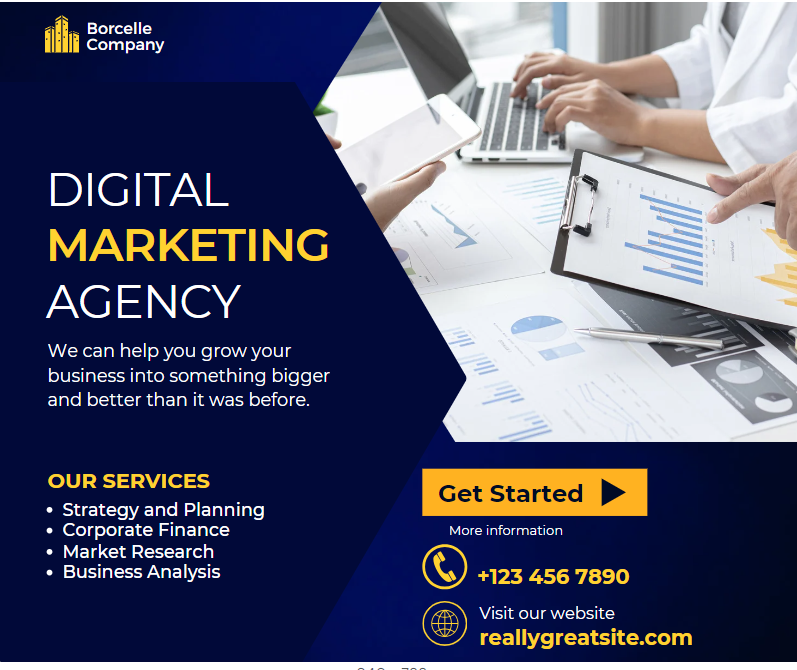 Borcelle
Company
DIGITAL
MARKETING
AGENCY
We can help you grow your
business into something bigger
and better than it was before.
OUR SERVICES
• Strategy and Planning
• Corporate Finance
• Market Research
• Business Analysis
Get Started
More information
+123 456 7890
Visit our website
reallygreatsite.com